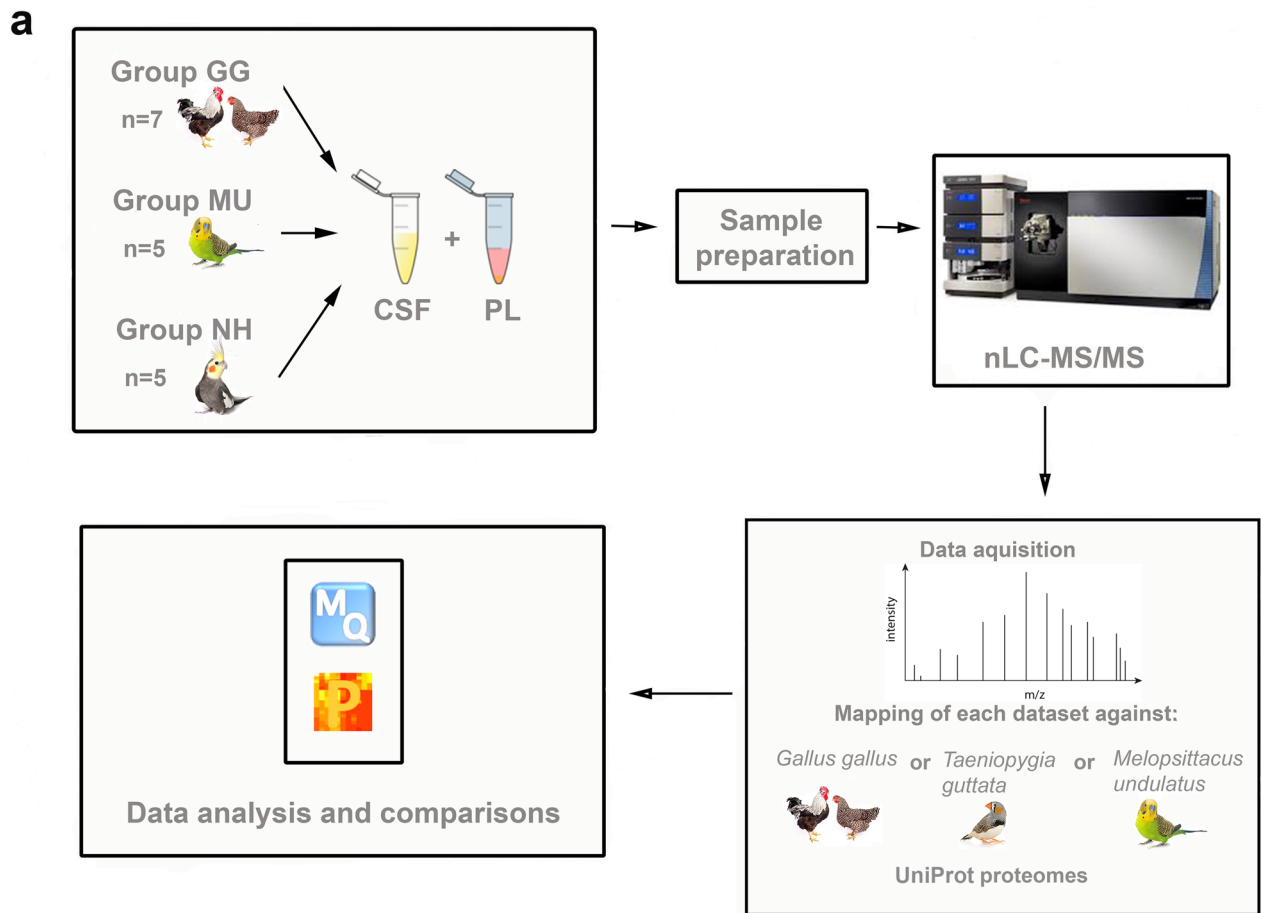 a
Group GG
n=7
Group MU
n=5
Group NH
n=5
+
CSF
PL
Sample
preparation
nLC-MS/MS
Data aquisition
intensity
m/z
Mapping of each dataset against:
Gallus gallus or Taeniopygia guttata or Melopsittacus undulatus
UniProt proteomes
M
Q
P
Data analysis and comparisons